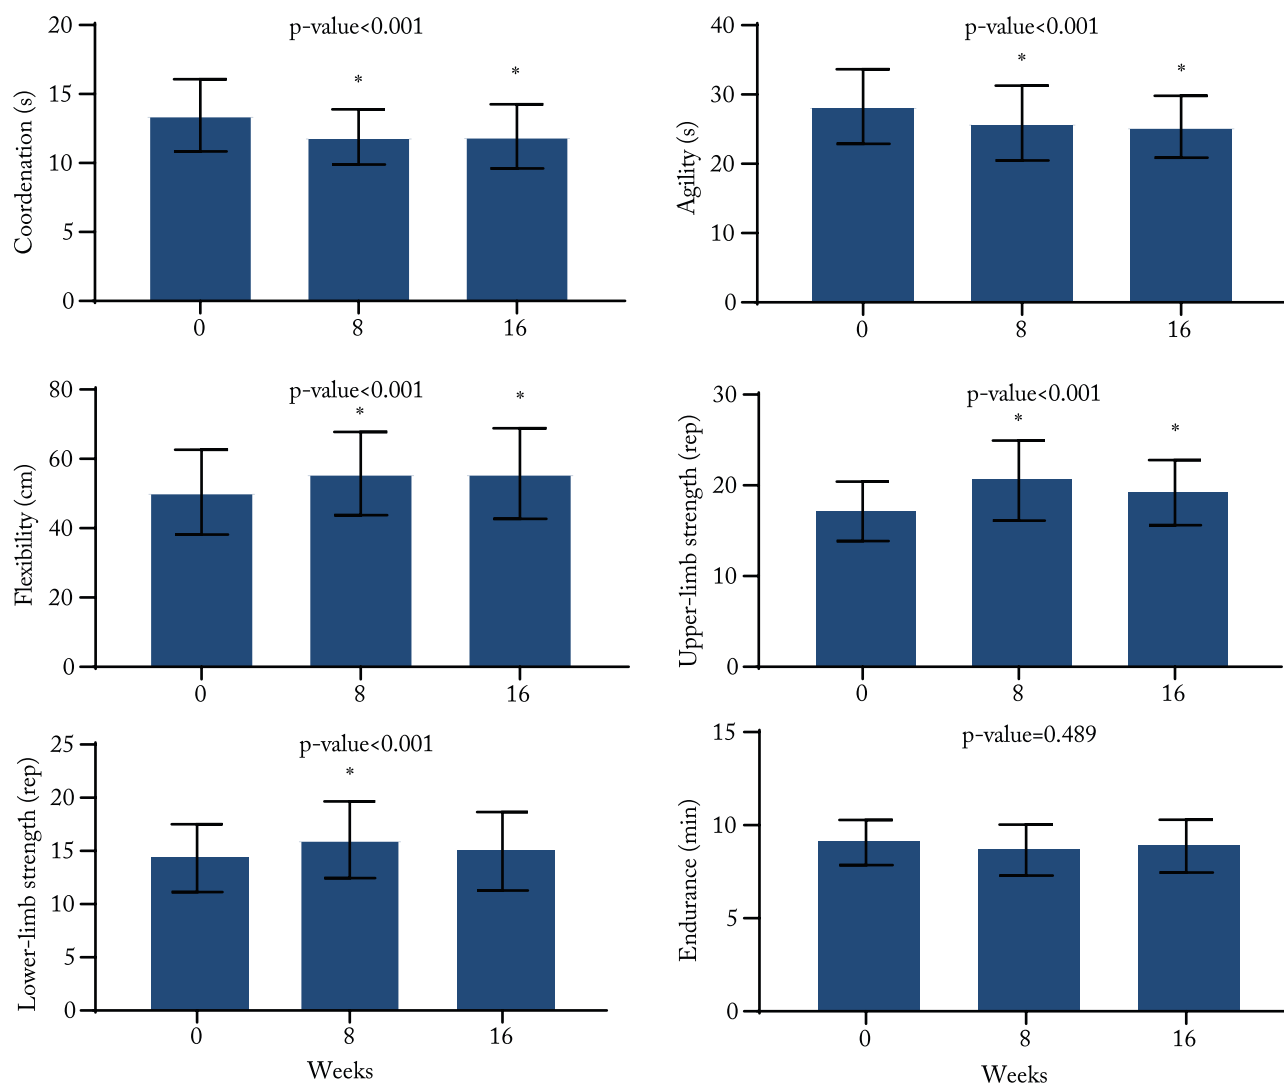 p-value<0.001
Coordenation (s)
20
15
10
5
0
*
*
0 8 16
p-value<0.001
Agility (s)
40
30
20
10
0
*
*
0 8 16
p-value<0.001
Flexibility (cm)
80
60
40
20
0
*
*
0 8 16
p-value<0.001
Upper-limb strength (rep)
30
20
10
0
*
*
0 8 16
p-value<0.001
Lower-limb strength (rep)
25
20
15
10
5
0
*
0 8 16
Weeks
p-value=0.489
Endurance (min)
15
10
5
0
0 8 16
Weeks